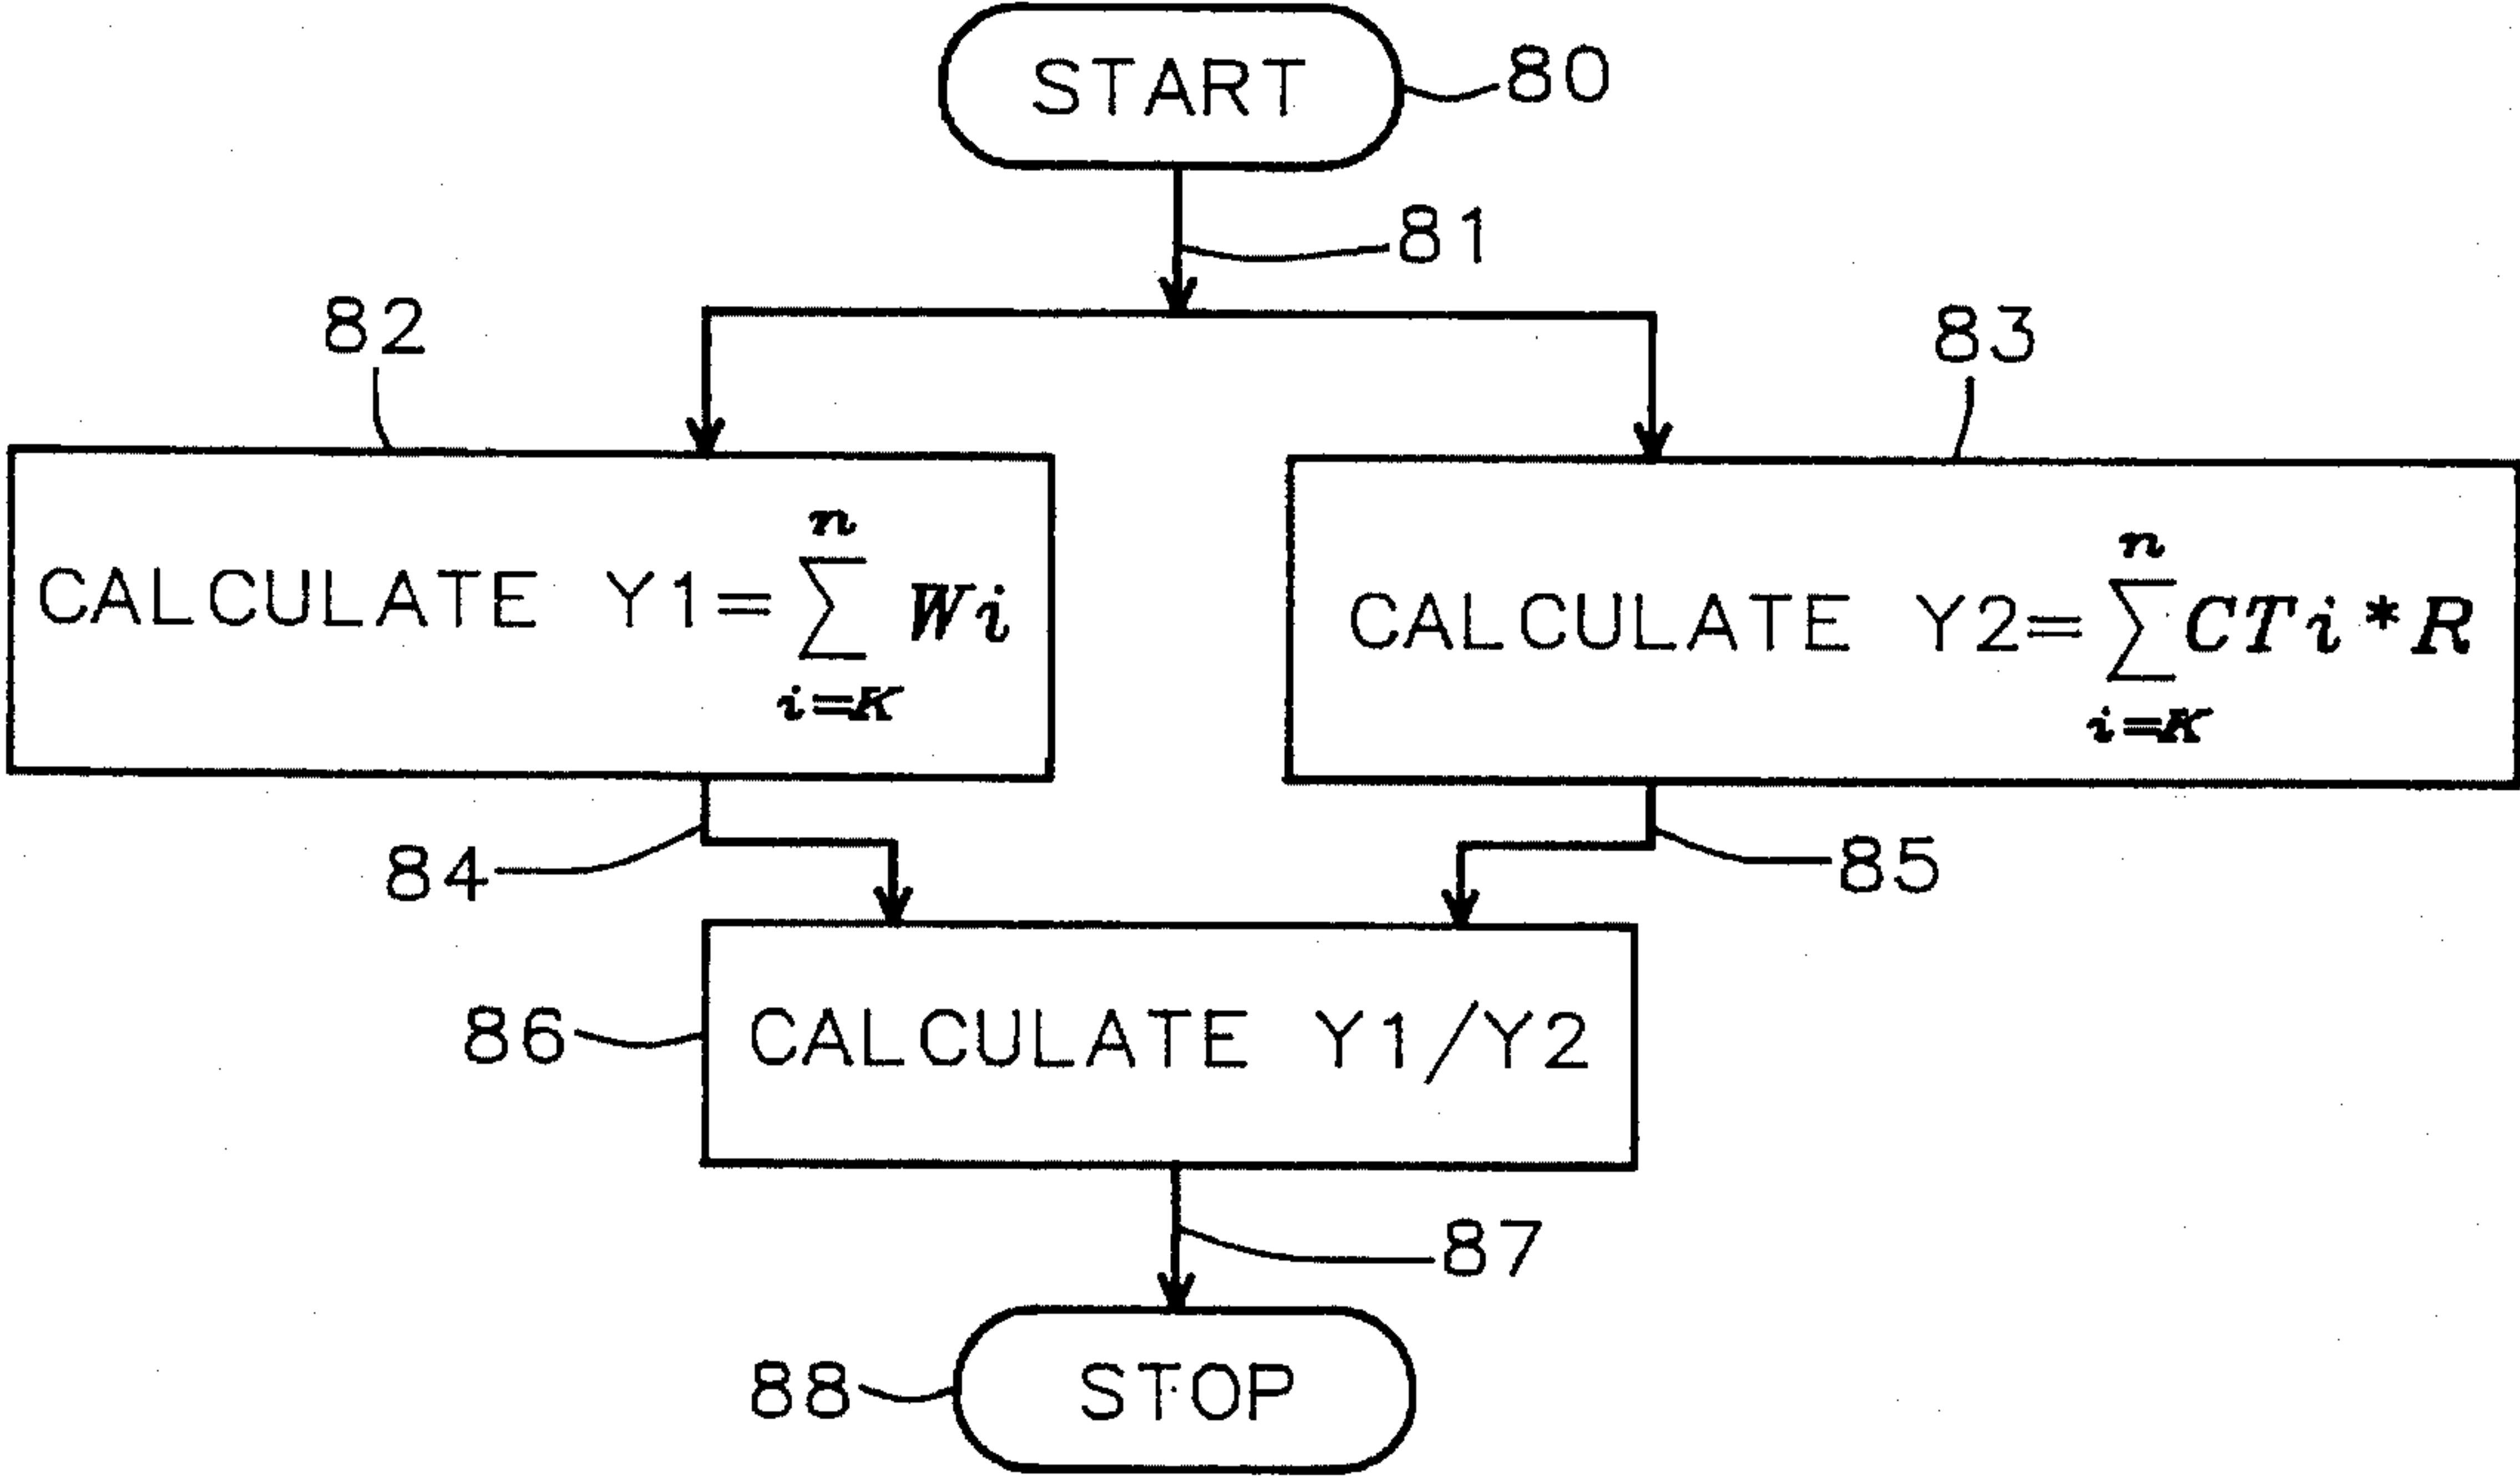 START
80
81
82
83
CALCULATE Y1=∑ Wi
n
i=K
CALCULATE Y2=∑CTi*R
n
i=K
84
85
86
CALCULATE Y1/Y2
87
88
STOP